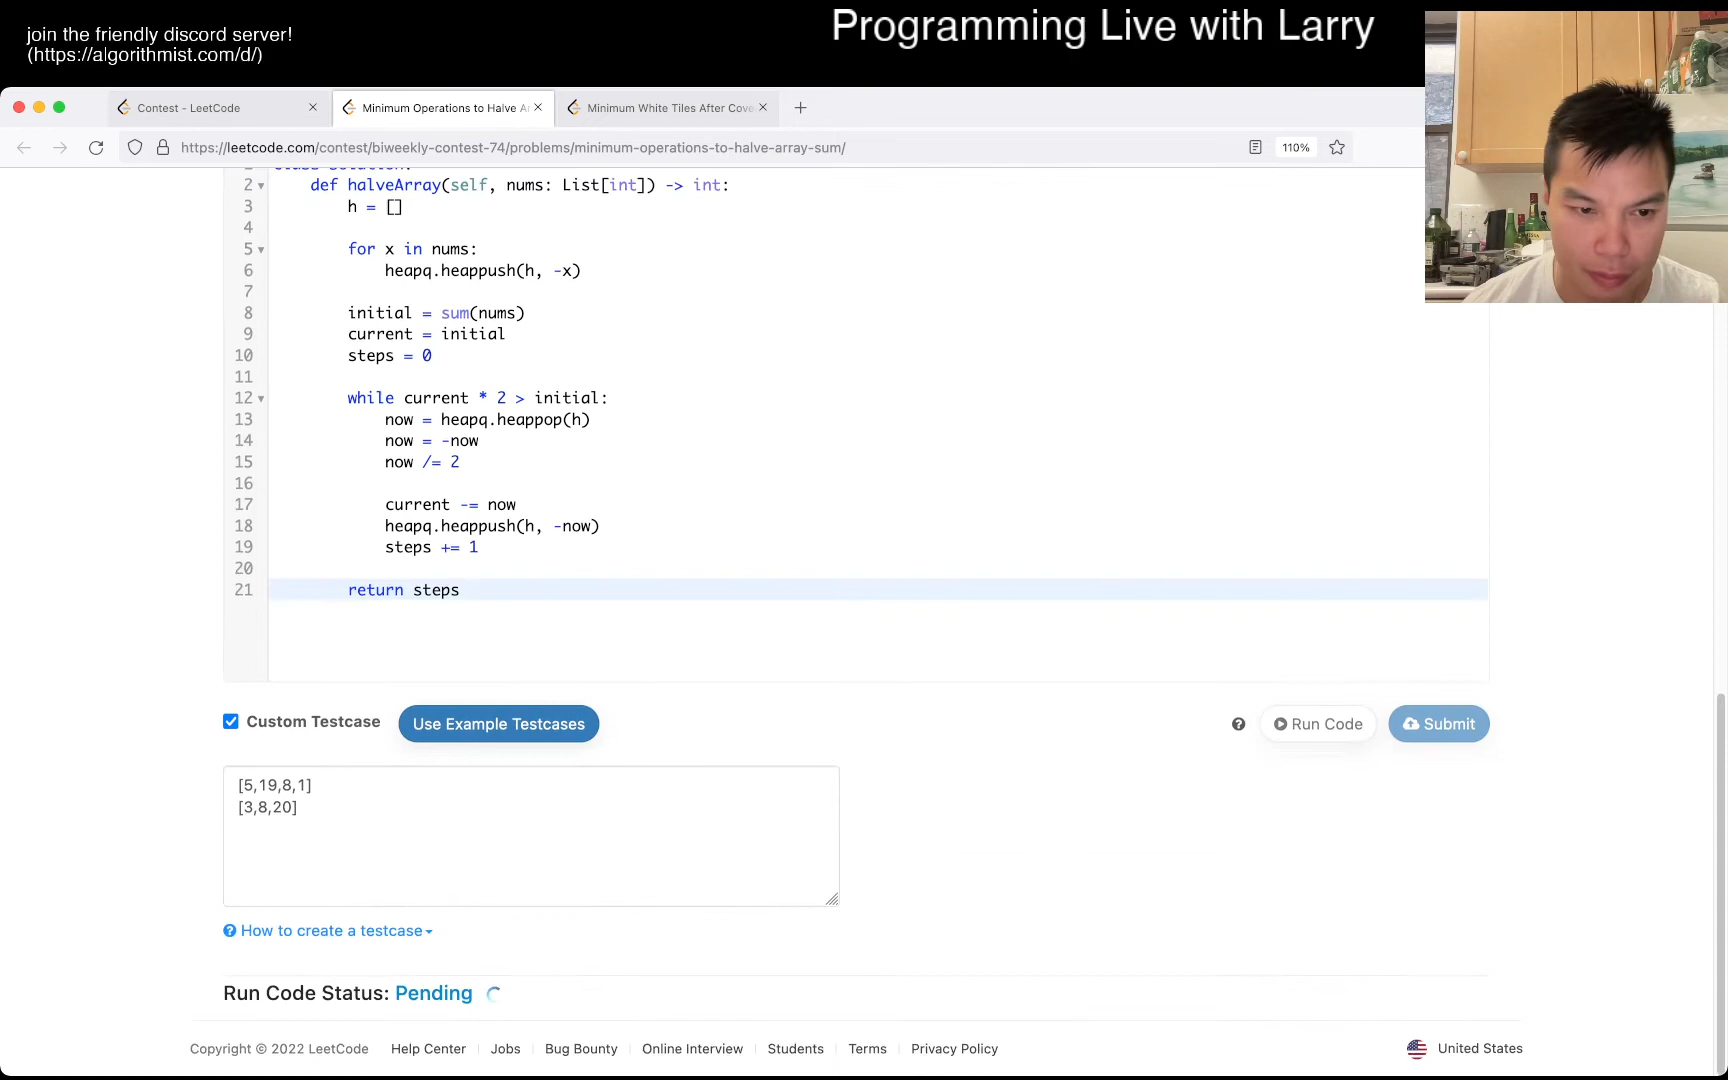 join the friendly discord server!
(https://algorithmist.com/d/)
Programming Live with Larry
Contest - LeetCode
Minimum Operations to Halve Ar
Minimum White Tiles After Cove
https://leetcode.com/contest/biweekly-contest-74/problems/minimum-operations-to-halve-array-sum/
110%
2 def halveArray(self, nums: List[int]) -> int:
3 h = []
4
5 for x in nums:
6 heapq.heappush(h, -x)
7
8 initial = sum(nums)
9 current = initial
10 steps = 0
11
12 while current * 2 > initial:
13 now = heapq.heappop(h)
14 now = -now
15 now /= 2
16
17 current -= now
18 heapq.heappush(h, -now)
19 steps += 1
20
21 return steps
Custom Testcase
Use Example Testcases
Run Code
Submit
[5,19,8,1]
[3,8,20]
How to create a testcase
Run Code Status: Pending
Copyright © 2022 LeetCode
Help Center
Jobs
Bug Bounty
Online Interview
Students
Terms
Privacy Policy
United States